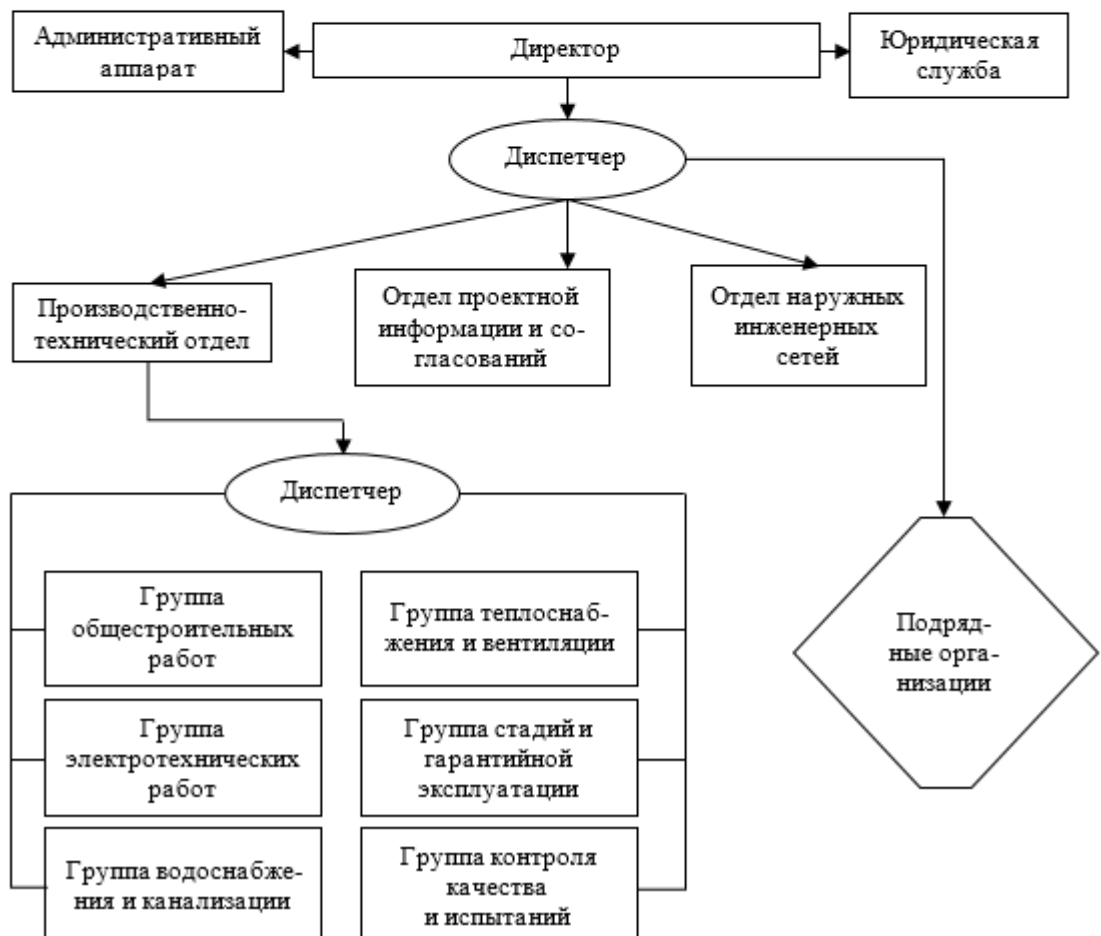 Административный
аппарат
Директор
Юридическая
служба
Диспетчер
Производственно-
технический отдел
Отдел проектной
информации и со-
гласований
Отдел наружных
инженерных
сетей
Диспетчер
Группа
общестроительных
работ
Группа теплоснаб-
жения и вентиляции
Группа
электротехнических
работ
Группа стадий и
гарантийной
эксплуатации
Группа водоснабже-
ния и канализации
Группа контроля
качества
и испытаний
Подряд-
ные орга-
низации